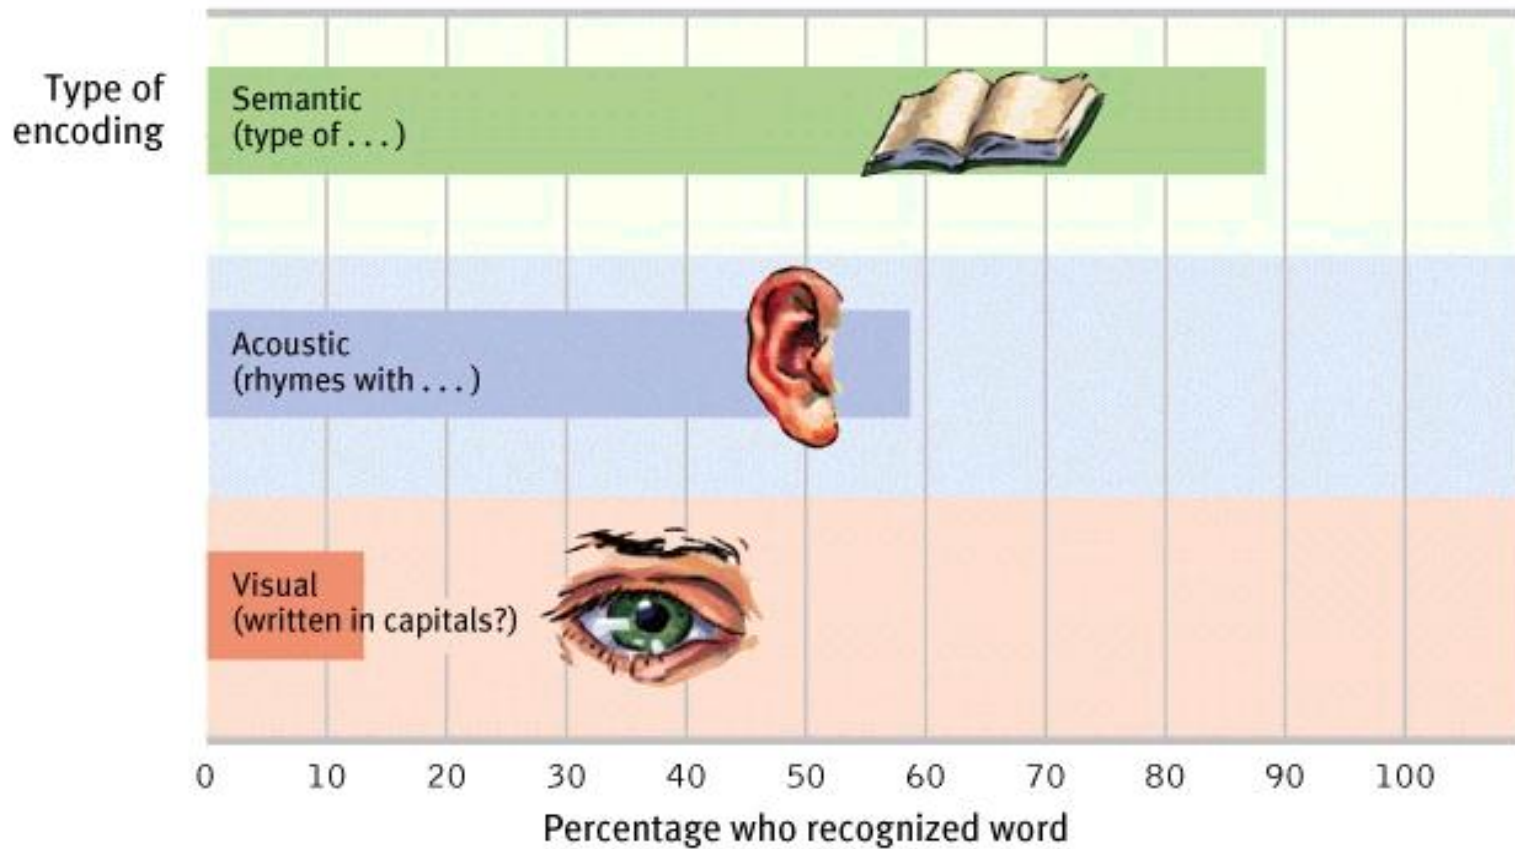 Type of
encoding
Semantic
(type of . . . )
Acoustic
(rhymes with . . . )
Visual
(written in capitals?)
0 10 20 30 40 50 60 70 80 90 100
Percentage who recognized word